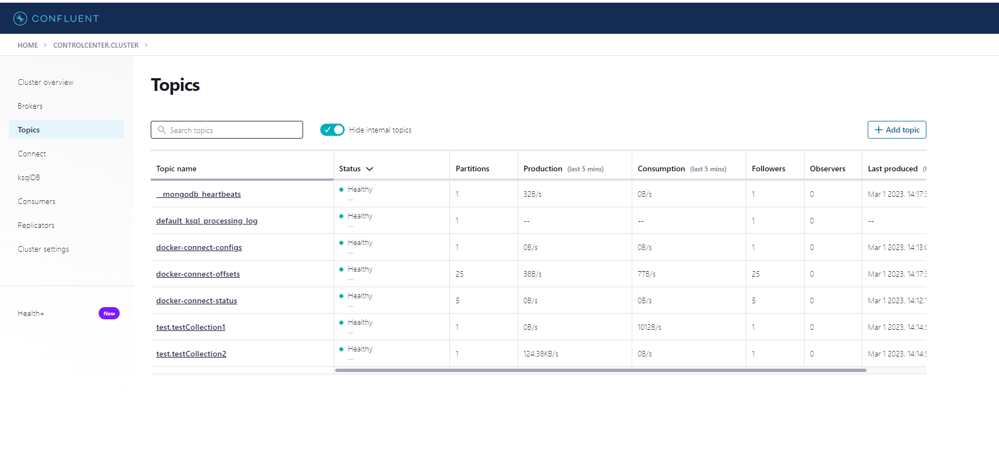 CONFLUENT
HOME > CONTROLCENTER.CLUSTER >
Cluster overview
Brokers
Topics
Connect
ksqlDB
Consumers
Replicators
Cluster settings
Health+ New
Topics
Search topics Hide internal topics + Add topic
Topic name Status Partitions Production (last 5 mins) Consumption (last 5 mins) Followers Observers Last produced
__mongodb_heartbeats Healthy 1 32B/s 0B/s 1 0 Mar 1 2023, 14:17:3
--
default_ksql_processing_log Healthy 1 -- -- 1 0 --
--
docker-connect-configs Healthy 1 0B/s 0B/s 1 0 Mar 1 2023, 14:13:0
--
docker-connect-offsets Healthy 25 38B/s 77B/s 25 0 Mar 1 2023, 14:17:3
--
docker-connect-status Healthy 5 0B/s 0B/s 5 0 Mar 1 2023, 14:12:1
--
test.testCollection1 Healthy 1 0B/s 1012B/s 1 0 Mar 1 2023, 14:14:5
--
test.testCollection2 Healthy 1 124.38KB/s 0B/s 1 0 Mar 1 2023, 14:14:5
--